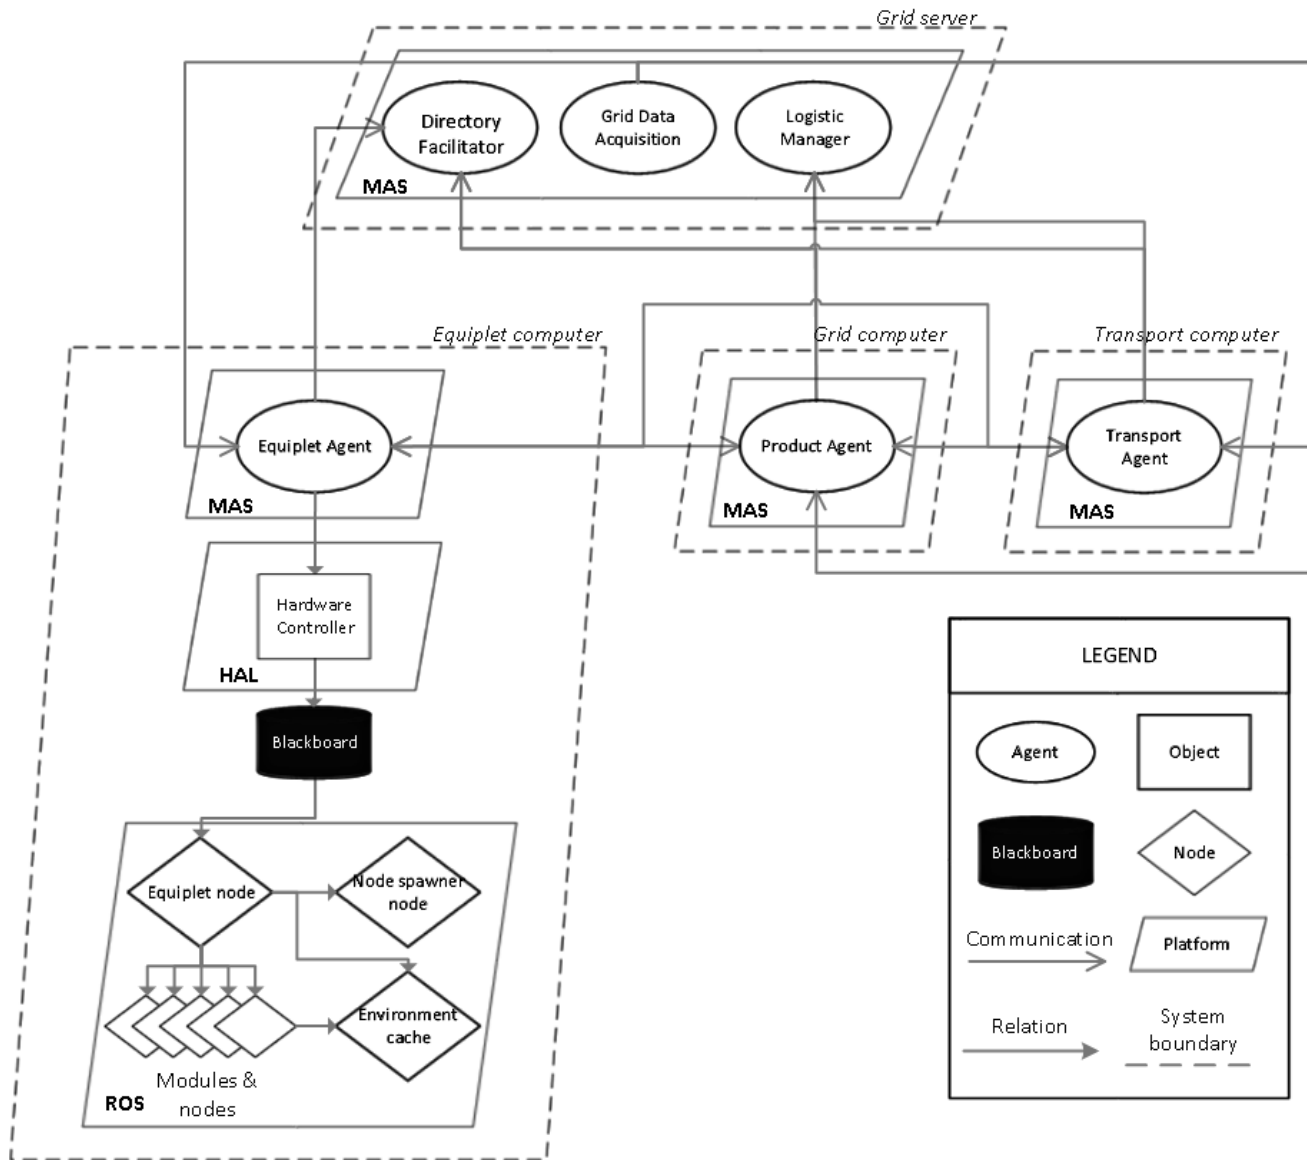 Grid server
Directory
Facilitator
Grid Data
Acquisition
Logistic
Manager
MAS
Equiplet computer
Grid computer
Transport computer
Equiplet Agent
MAS
Product Agent
MAS
Transport
Agent
MAS
Hardware
Controller
HAL
Blackboard
Equiplet node
Node spawner
node
Environment
cache
Modules &
nodes
ROS
LEGEND
Agent
Object
Blackboard
Node
Communication
Platform
Relation
System
boundary